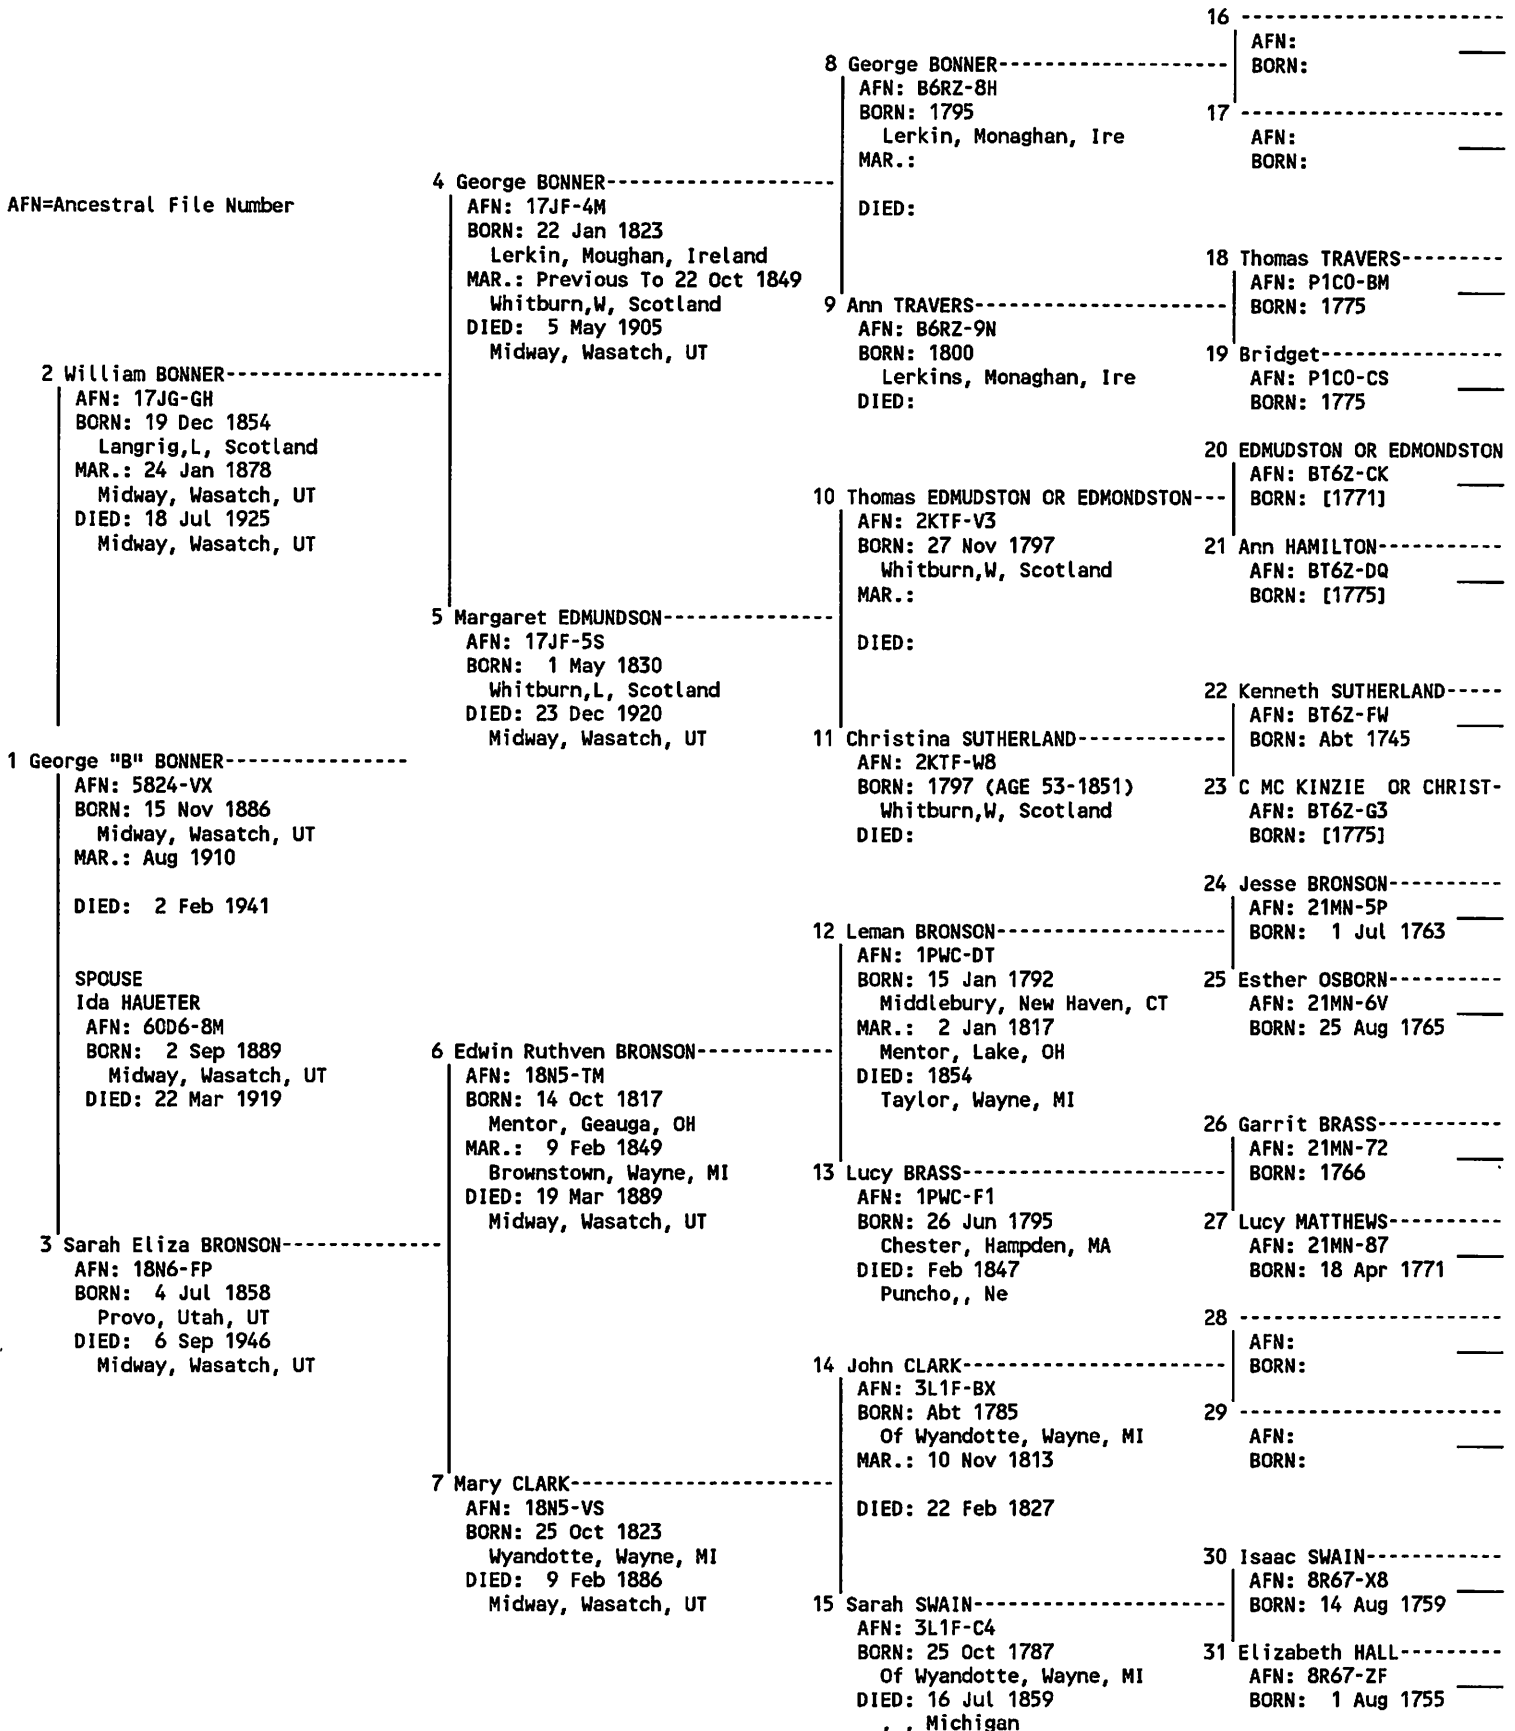 AFN=Ancestral File Number
1 George "B" BONNER----------------
AFN: 5824-VX
BORN: 15 Nov 1886
Midway, Wasatch, UT
MAR.: Aug 1910
DIED: 2 Feb 1941
SPOUSE
Ida HAUETER
AFN: 60D6-8M
BORN: 2 Sep 1889
Midway, Wasatch, UT
DIED: 22 Mar 1919
2 William BONNER-------------------
AFN: 17JG-GH
BORN: 19 Dec 1854
Langrig,L, Scotland
MAR.: 24 Jan 1878
Midway, Wasatch, UT
DIED: 18 Jul 1925
Midway, Wasatch, UT
3 Sarah Eliza BRONSON--------------
AFN: 18N6-FP
BORN: 4 Jul 1858
Provo, Utah, UT
DIED: 6 Sep 1946
Midway, Wasatch, UT
4 George BONNER--------------------
AFN: 17JF-4M
BORN: 22 Jan 1823
Lerkin, Moughan, Ireland
MAR.: Previous To 22 Oct 1849
Whitburn,W, Scotland
DIED: 5 May 1905
Midway, Wasatch, UT
5 Margaret EDMUNDSON---------------
AFN: 17JF-5S
BORN: 1 May 1830
Whitburn,L, Scotland
DIED: 23 Dec 1920
Midway, Wasatch, UT
6 Edwin Ruthven BRONSON------------
AFN: 18N5-TM
BORN: 14 Oct 1817
Mentor, Geauga, OH
MAR.: 9 Feb 1849
Brownstown, Wayne, MI
DIED: 19 Mar 1889
Midway, Wasatch, UT
7 Mary CLARK-----------------------
AFN: 18N5-VS
BORN: 25 Oct 1823
Wyandotte, Wayne, MI
DIED: 9 Feb 1886
Midway, Wasatch, UT
8 George BONNER--------------------
AFN: B6RZ-8H
BORN: 1795
Lerkin, Monaghan, Ire
MAR.:
DIED:
9 Ann TRAVERS----------------------
AFN: B6RZ-9N
BORN: 1800
Lerkins, Monaghan, Ire
DIED:
10 Thomas EDMUDSTON OR EDMONDSTON---
AFN: 2KTF-V3
BORN: 27 Nov 1797
Whitburn,W, Scotland
MAR.:
DIED:
11 Christina SUTHERLAND-------------
AFN: 2KTF-W8
BORN: 1797 (AGE 53-1851)
Whitburn,W, Scotland
DIED:
12 Leman BRONSON--------------------
AFN: 1PWC-DT
BORN: 15 Jan 1792
Middlebury, New Haven, CT
MAR.: 2 Jan 1817
Mentor, Lake, OH
DIED: 1854
Taylor, Wayne, MI
13 Lucy BRASS-----------------------
AFN: 1PWC-F1
BORN: 26 Jun 1795
Chester, Hampden, MA
DIED: Feb 1847
Puncho,, Ne
14 John CLARK-----------------------
AFN: 3L1F-BX
BORN: Abt 1785
Of Wyandotte, Wayne, MI
MAR.: 10 Nov 1813
DIED: 22 Feb 1827
15 Sarah SWAIN----------------------
AFN: 3L1F-C4
BORN: 25 Oct 1787
Of Wyandotte, Wayne, MI
DIED: 16 Jul 1859
, , Michigan
16 -----------------------
AFN:
BORN:
17 -----------------------
AFN:
BORN:
18 Thomas TRAVERS---------
AFN: P1C0-BM
BORN: 1775
19 Bridget----------------
AFN: P1C0-CS
BORN: 1775
20 EDMUDSTON OR EDMONDSTON
AFN: BT6Z-CK
BORN: [1771]
21 Ann HAMILTON-----------
AFN: BT6Z-DQ
BORN: [1775]
22 Kenneth SUTHERLAND-----
AFN: BT6Z-FW
BORN: Abt 1745
23 C MC KINZIE OR CHRIST-
AFN: BT6Z-G3
BORN: [1775]
24 Jesse BRONSON----------
AFN: 21MN-5P
BORN: 1 Jul 1763
25 Esther OSBORN----------
AFN: 21MN-6V
BORN: 25 Aug 1765
26 Garrit BRASS-----------
AFN: 21MN-72
BORN: 1766
27 Lucy MATTHEWS----------
AFN: 21MN-87
BORN: 18 Apr 1771
28 -----------------------
AFN:
BORN:
29 -----------------------
AFN:
BORN:
30 Isaac SWAIN------------
AFN: 8R67-X8
BORN: 14 Aug 1759
31 Elizabeth HALL---------
AFN: 8R67-ZF
BORN: 1 Aug 1755